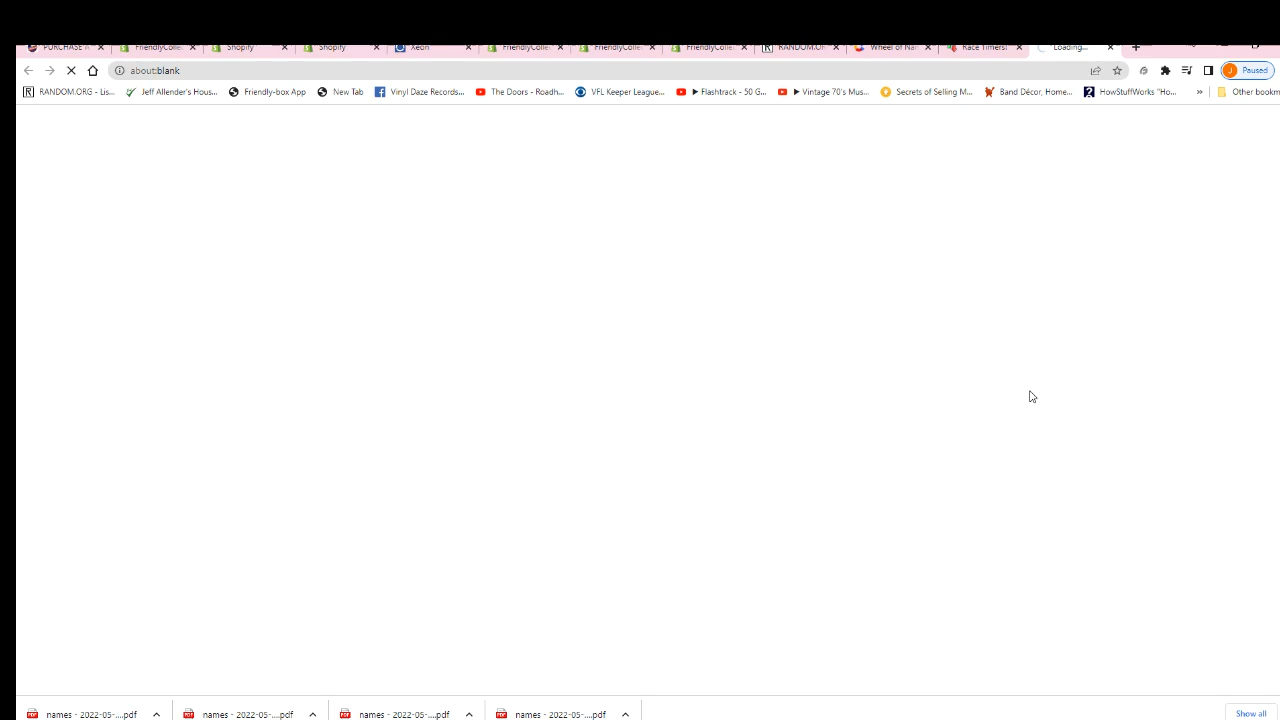 PURCHASE FriendlyColle Shopify Shopify Xeon FriendlyColle FriendlyColle FriendlyColle RANDOM.OR Wheel of Nam Race Timers! Loading...
about:blank Paused
RANDOM.ORG - Lis... Jeff Allender's Hous... Friendly-box App New Tab Vinyl Daze Records... The Doors - Roadh... VFL Keeper League... ▶ Flashtrack - 50 G... ▶ Vintage 70's Mus... Secrets of Selling M... Band Décor, Home... HowStuffWorks "Ho... » Other bookm
names - 2022-05-....pdf names - 2022-05-....pdf names - 2022-05-....pdf names - 2022-05-....pdf Show all